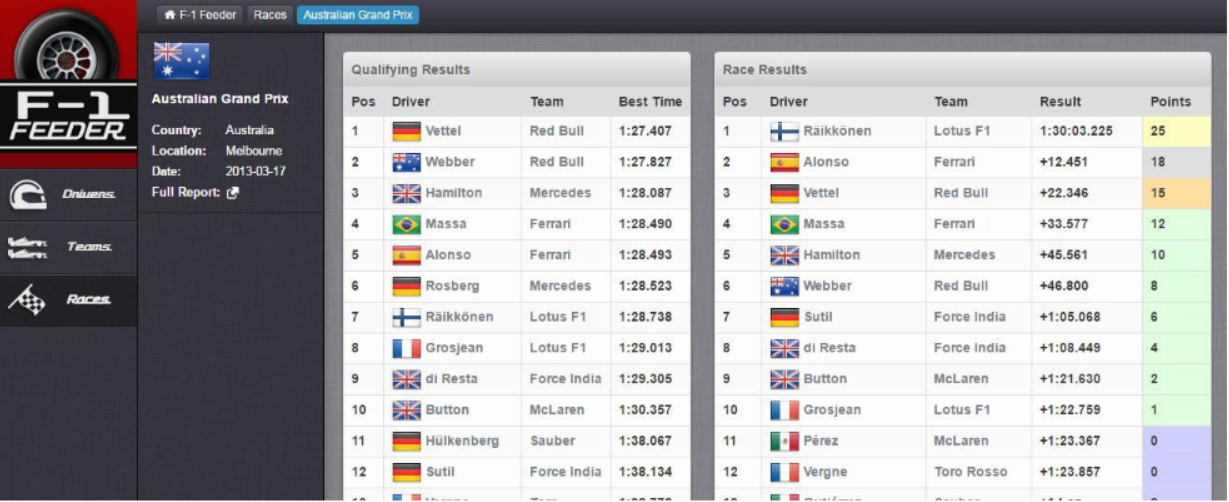 F-1 Feeder Races Australian Grand Prix
F-1
FEEDER
Drivers
Teams
Races
Australian Grand Prix
Country: Australia
Location: Melbourne
Date: 2013-03-17
Full Report:
Qualifying Results
Pos Driver Team Best Time
1 Vettel Red Bull 1:27.407
2 Webber Red Bull 1:27.827
3 Hamilton Mercedes 1:28.087
4 Massa Ferrari 1:28.490
5 Alonso Ferrari 1:28.493
6 Rosberg Mercedes 1:28.523
7 Räikkönen Lotus F1 1:28.738
8 Grosjean Lotus F1 1:29.013
9 di Resta Force India 1:29.305
10 Button McLaren 1:30.357
11 Hülkenberg Sauber 1:38.067
12 Sutil Force India 1:38.134
Race Results
Pos Driver Team Result Points
1 Räikkönen Lotus F1 1:30:03.225 25
2 Alonso Ferrari +12.451 18
3 Vettel Red Bull +22.346 15
4 Massa Ferrari +33.577 12
5 Hamilton Mercedes +45.561 10
6 Webber Red Bull +46.800 8
7 Sutil Force India +1:05.068 6
8 di Resta Force India +1:08.449 4
9 Button McLaren +1:21.630 2
10 Grosjean Lotus F1 +1:22.759 1
11 Pérez McLaren +1:23.367 0
12 Vergne Toro Rosso +1:23.857 0